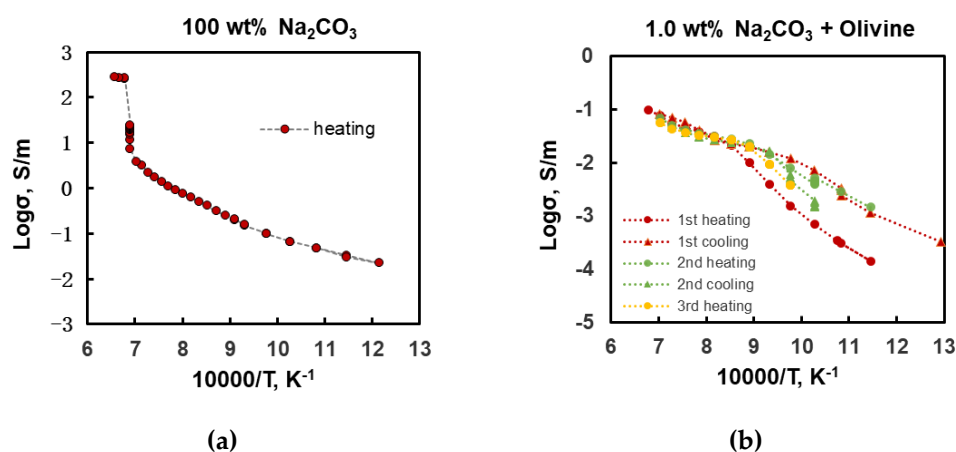 100 wt% Na₂CO₃
3
2
1
0
−1
−2
−3
Logσ, S/m
heating
6 7 8 9 10 11 12 13
10000/T, K⁻¹
(a)
1.0 wt% Na₂CO₃ + Olivine
0
-1
-2
-3
-4
-5
Logσ, S/m
1st heating
1st cooling
2nd heating
2nd cooling
3rd heating
6 7 8 9 10 11 12 13
10000/T, K⁻¹
(b)